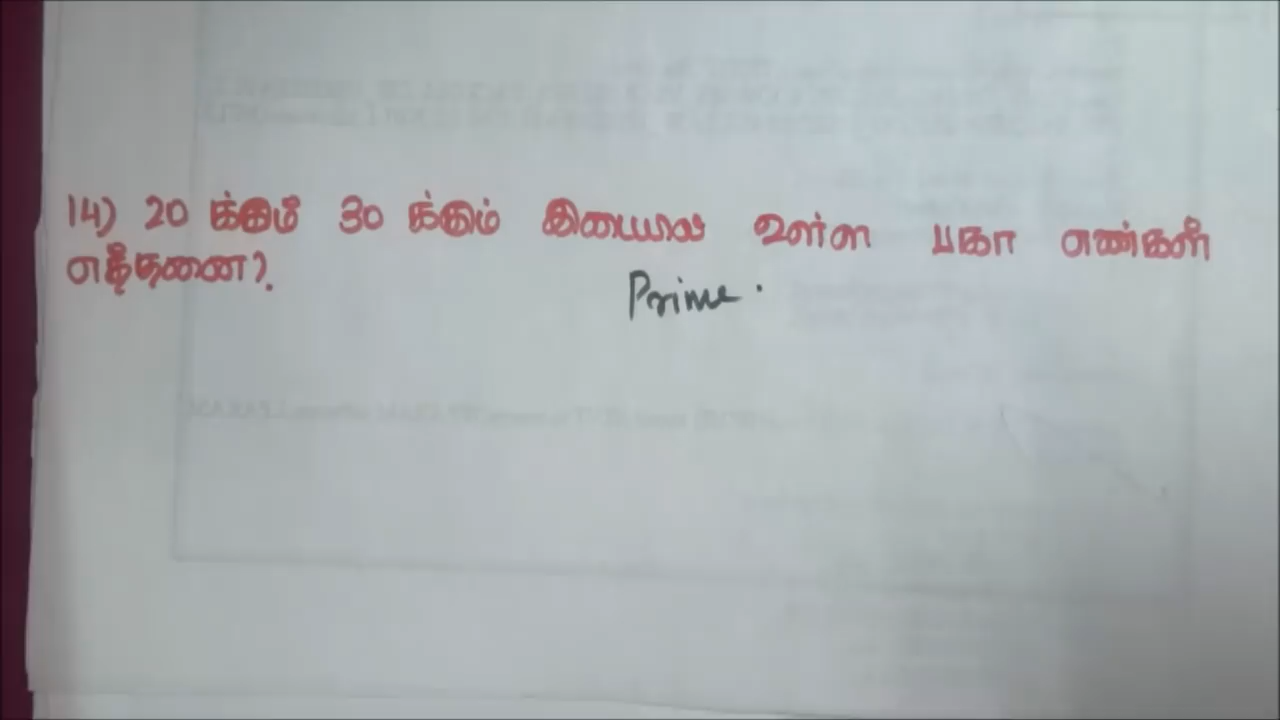 14) 20 க்கும் 30 க்கும் இடையில் உள்ள பகா எண்கள்
எத்தனை?
Prime.